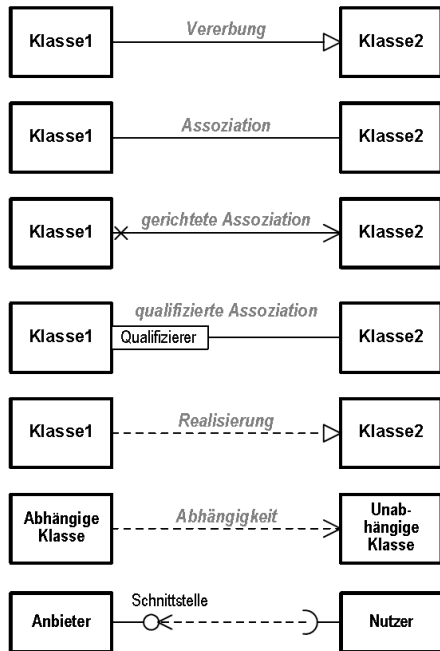 Vererbung
Klasse1
Klasse2
Assoziation
Klasse1
Klasse2
gerichtete Assoziation
Klasse1
Klasse2
qualifizierte Assoziation
Klasse1
Qualifizierer
Klasse2
Realisierung
Klasse1
Klasse2
Abhängige
Klasse
Abhängigkeit
Unab-
hängige
Klasse
Schnittstelle
Anbieter
Nutzer